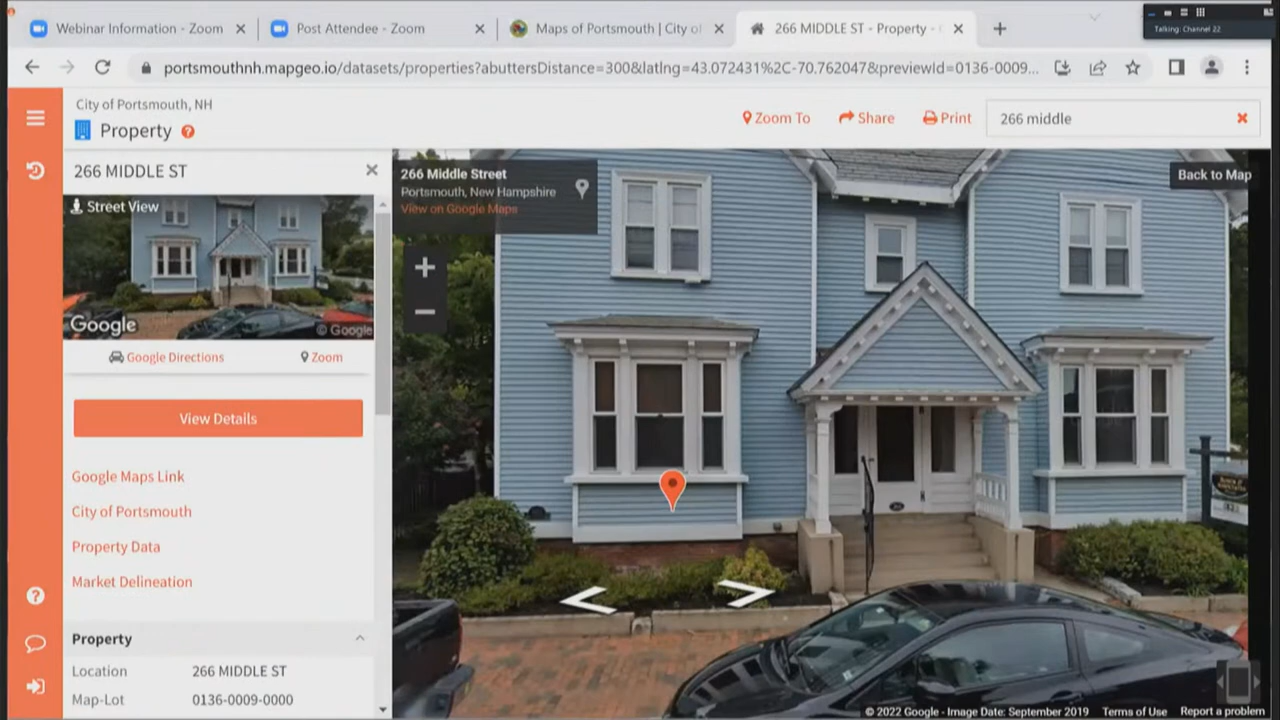 Webinar Information - Zoom
Post Attendee - Zoom
Maps of Portsmouth | City of
266 MIDDLE ST - Property -
Talking: Channel 22
portsmouthnh.mapgeo.io/datasets/properties?abuttersDistance=300&latlng=43.072431%2C-70.762047&previewId=0136-0009...
City of Portsmouth, NH
Property
Zoom To
Share
Print
266 middle
266 MIDDLE ST
Street View
Google
© Google
Google Directions
Zoom
View Details
Google Maps Link
City of Portsmouth
Property Data
Market Delineation
Property
Location 266 MIDDLE ST
Map-Lot 0136-0009-0000
266 Middle Street
Portsmouth, New Hampshire
View on Google Maps
Back to Map
© 2022 Google - Image Date: September 2019 Terms of Use Report a problem